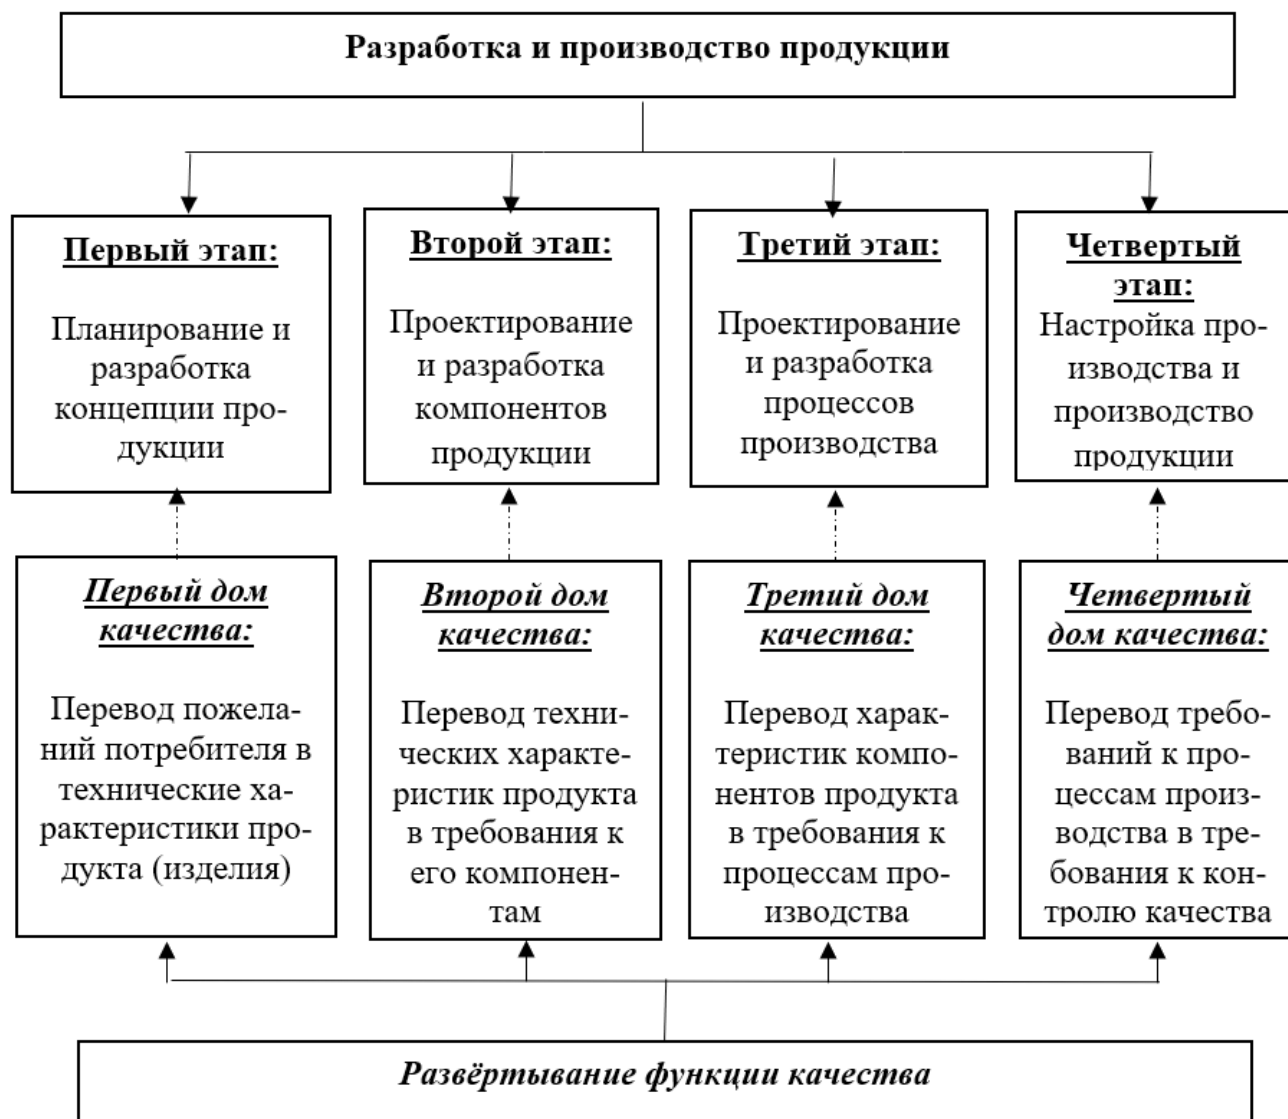 Разработка и производство продукции
Первый этап:
Планирование и
разработка
концепции про-
дукции
Второй этап:
Проектирование
и разработка
компонентов
продукции
Третий этап:
Проектирование
и разработка
процессов
производства
Четвертый
этап:
Настройка про-
изводства и
производство
продукции
Первый дом
качества:
Перевод пожела-
ний потребителя в
технические ха-
рактеристики про-
дукта (изделия)
Второй дом
качества:
Перевод техни-
ческих характе-
ристик продукта
в требования к
его компонен-
там
Третий дом
качества:
Перевод харак-
теристик компо-
нентов продукта
в требования к
процессам про-
изводства
Четвертый
дом качества:
Перевод требо-
ваний к про-
цессам произ-
водства в тре-
бования к кон-
тролю качества
Развёртывание функции качества